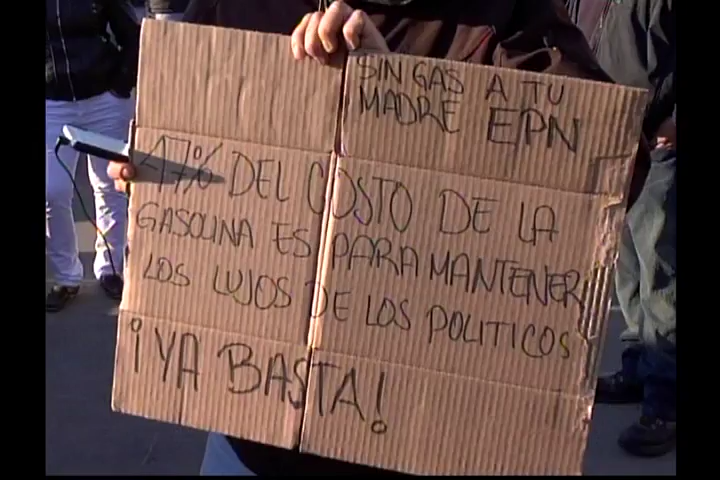 SIN GAS A TU
MADRE EPN
47% DEL COSTO DE LA
GASOLINA ES PARA MANTENER
LOS LUJOS DE LOS POLITICOS
¡YA BASTA!